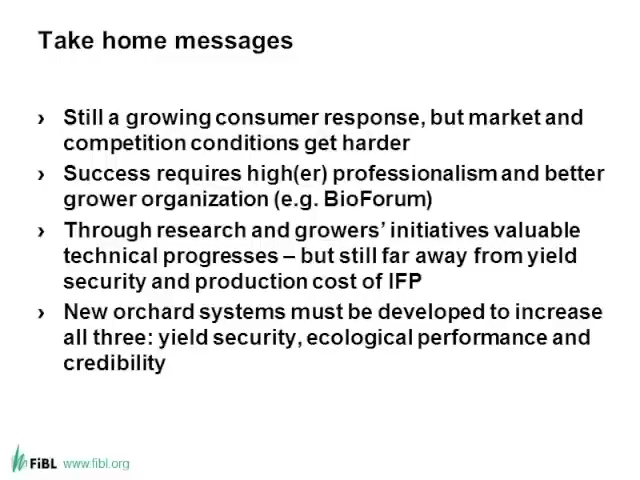 Take home messages
› Still a growing consumer response, but market and
competition conditions get harder
› Success requires high(er) professionalism and better
grower organization (e.g. BioForum)
› Through research and growers’ initiatives valuable
technical progresses – but still far away from yield
security and production cost of IFP
› New orchard systems must be developed to increase
all three: yield security, ecological performance and
credibility
FiBL www.fibl.org